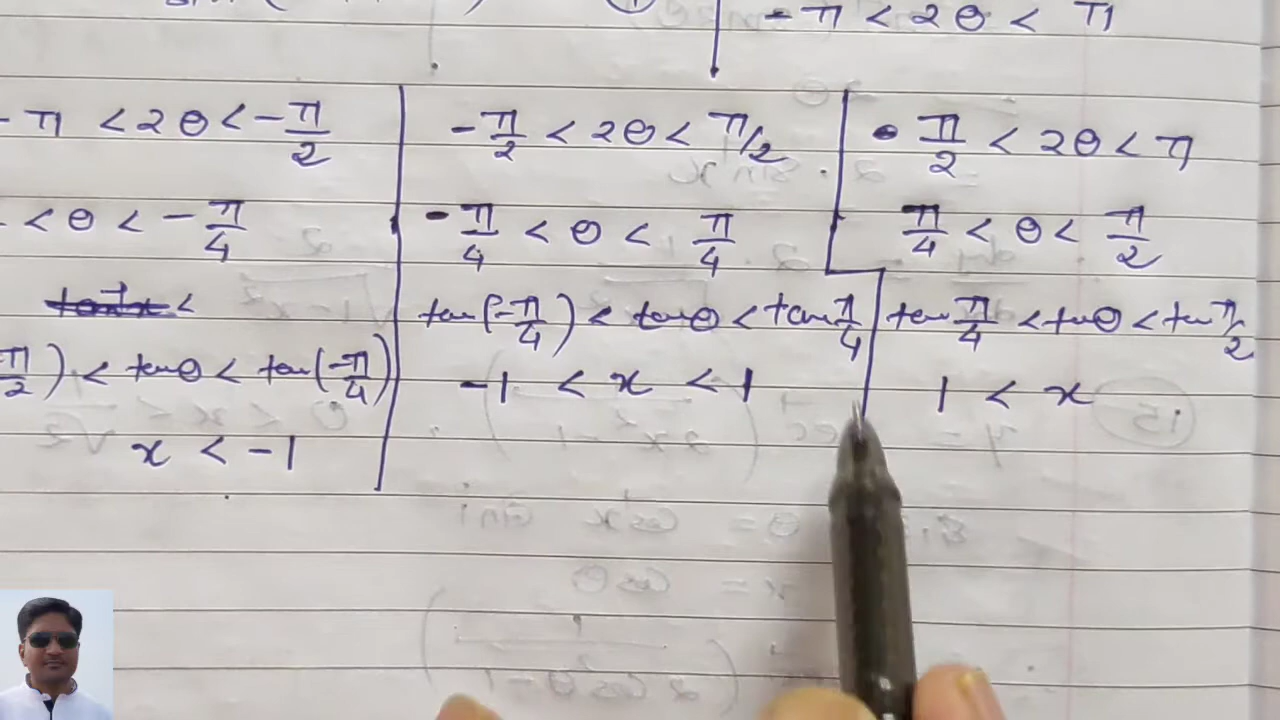 -π < 2θ < π
-π < 2θ < -π/2
< θ < -π/4
<
π/2) < tanθ < tan(-π/4)
x < -1
-π/2 < 2θ < π/2
-π/4 < θ < π/4
tan(-π/4) < tanθ < tan π/4
-1 < x < 1
π/2 < 2θ < π
π/4 < θ < π/2
tan π/4 < tanθ < tan π/2
1 < x